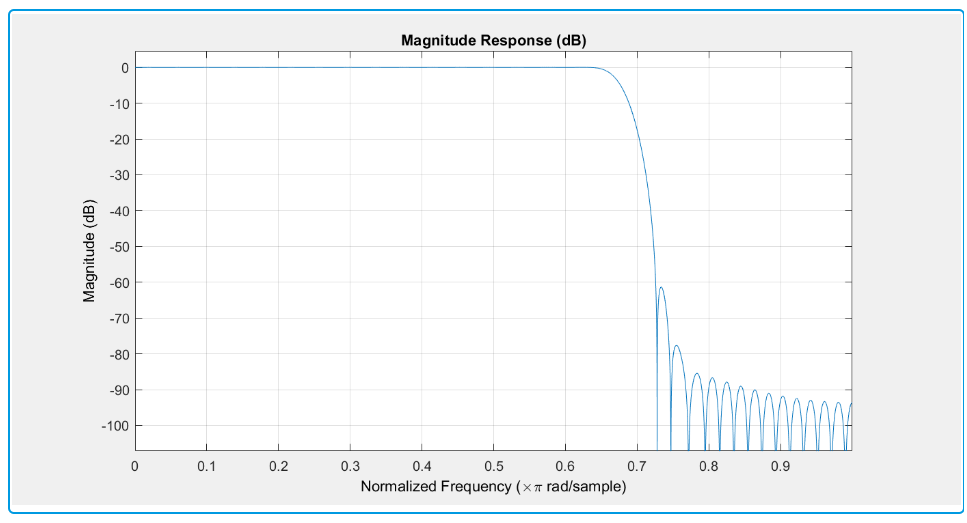 Magnitude Response (dB)
Magnitude (dB)
0
-10
-20
-30
-40
-50
-60
-70
-80
-90
-100
0 0.1 0.2 0.3 0.4 0.5 0.6 0.7 0.8 0.9
Normalized Frequency (×π rad/sample)